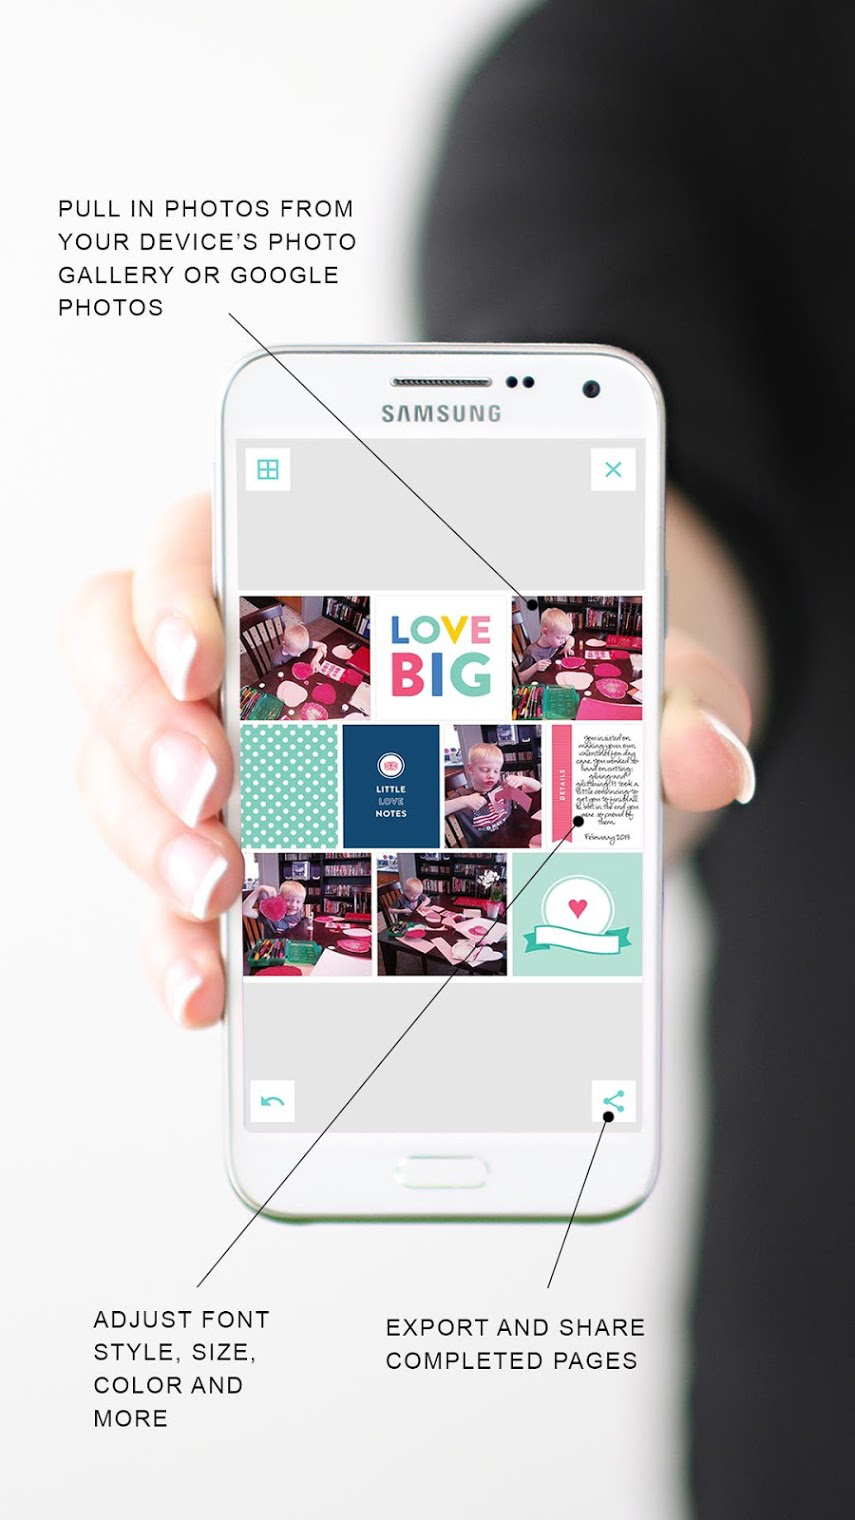 PULL IN PHOTOS FROM
YOUR DEVICE'S PHOTO
GALLERY OR GOOGLE
PHOTOS
SAMSUNG
LOVE
BIG
LITTLE
LOVE
NOTES
DETAILS
you insisted on
making your own
valentines for day
care. you worked so
hard on cutting,
gluing and
glittering! It took a
little convincing to
get you to finish all
but in the end you
were so proud of
them.
February 2013
ADJUST FONT
STYLE, SIZE,
COLOR AND
MORE
EXPORT AND SHARE
COMPLETED PAGES